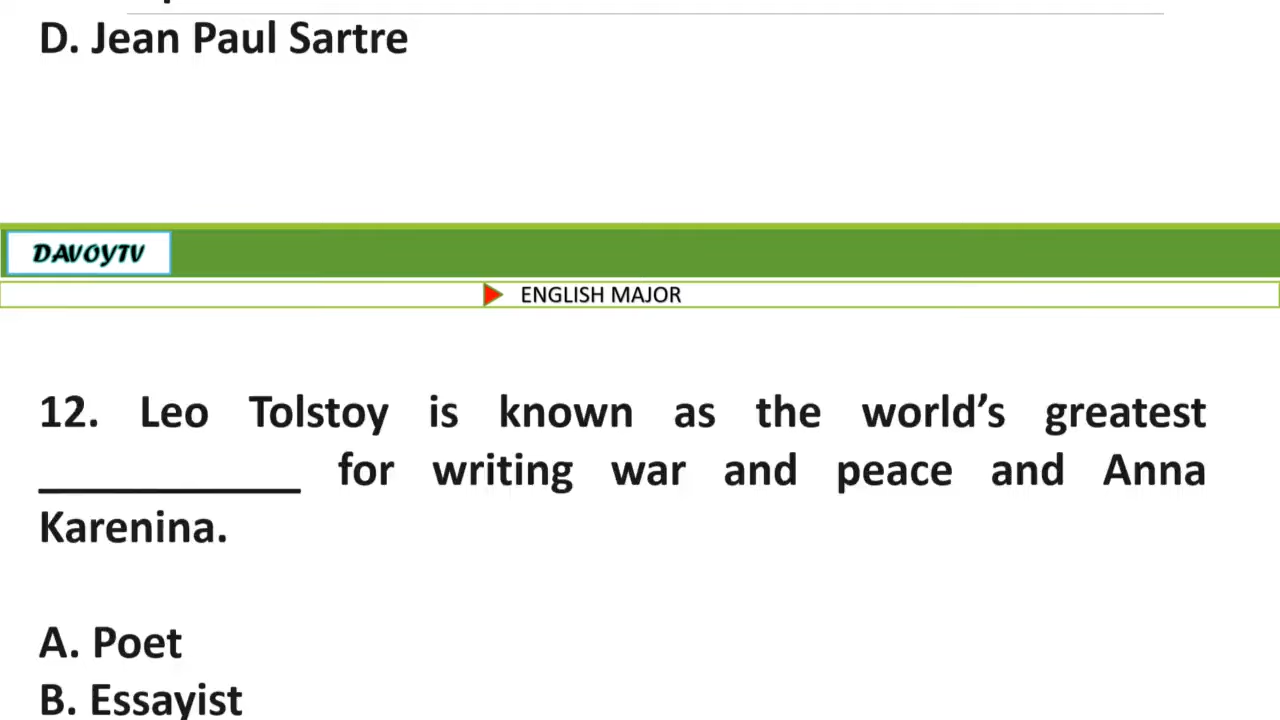 D. Jean Paul Sartre
DAVOYTV
ENGLISH MAJOR
12. Leo Tolstoy is known as the world’s greatest
____________ for writing war and peace and Anna
Karenina.
A. Poet
B. Essayist